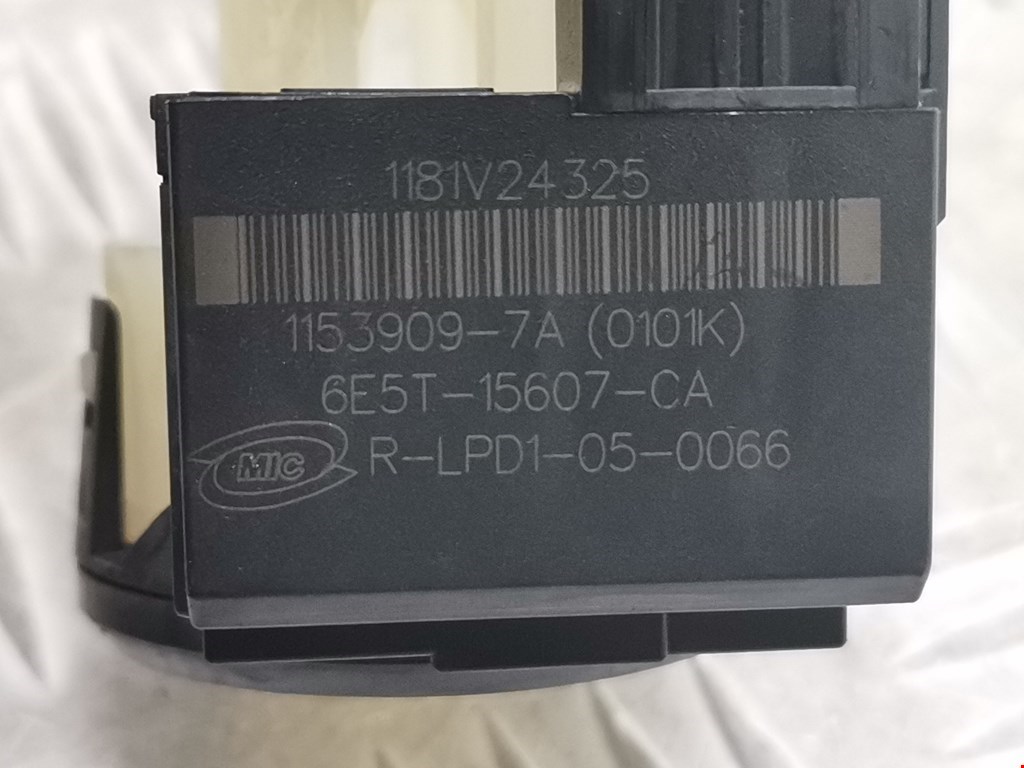 1181V24325
1153909-7A (0101K)
6E5T-15607-CA
MIC R-LPD1-05-0066